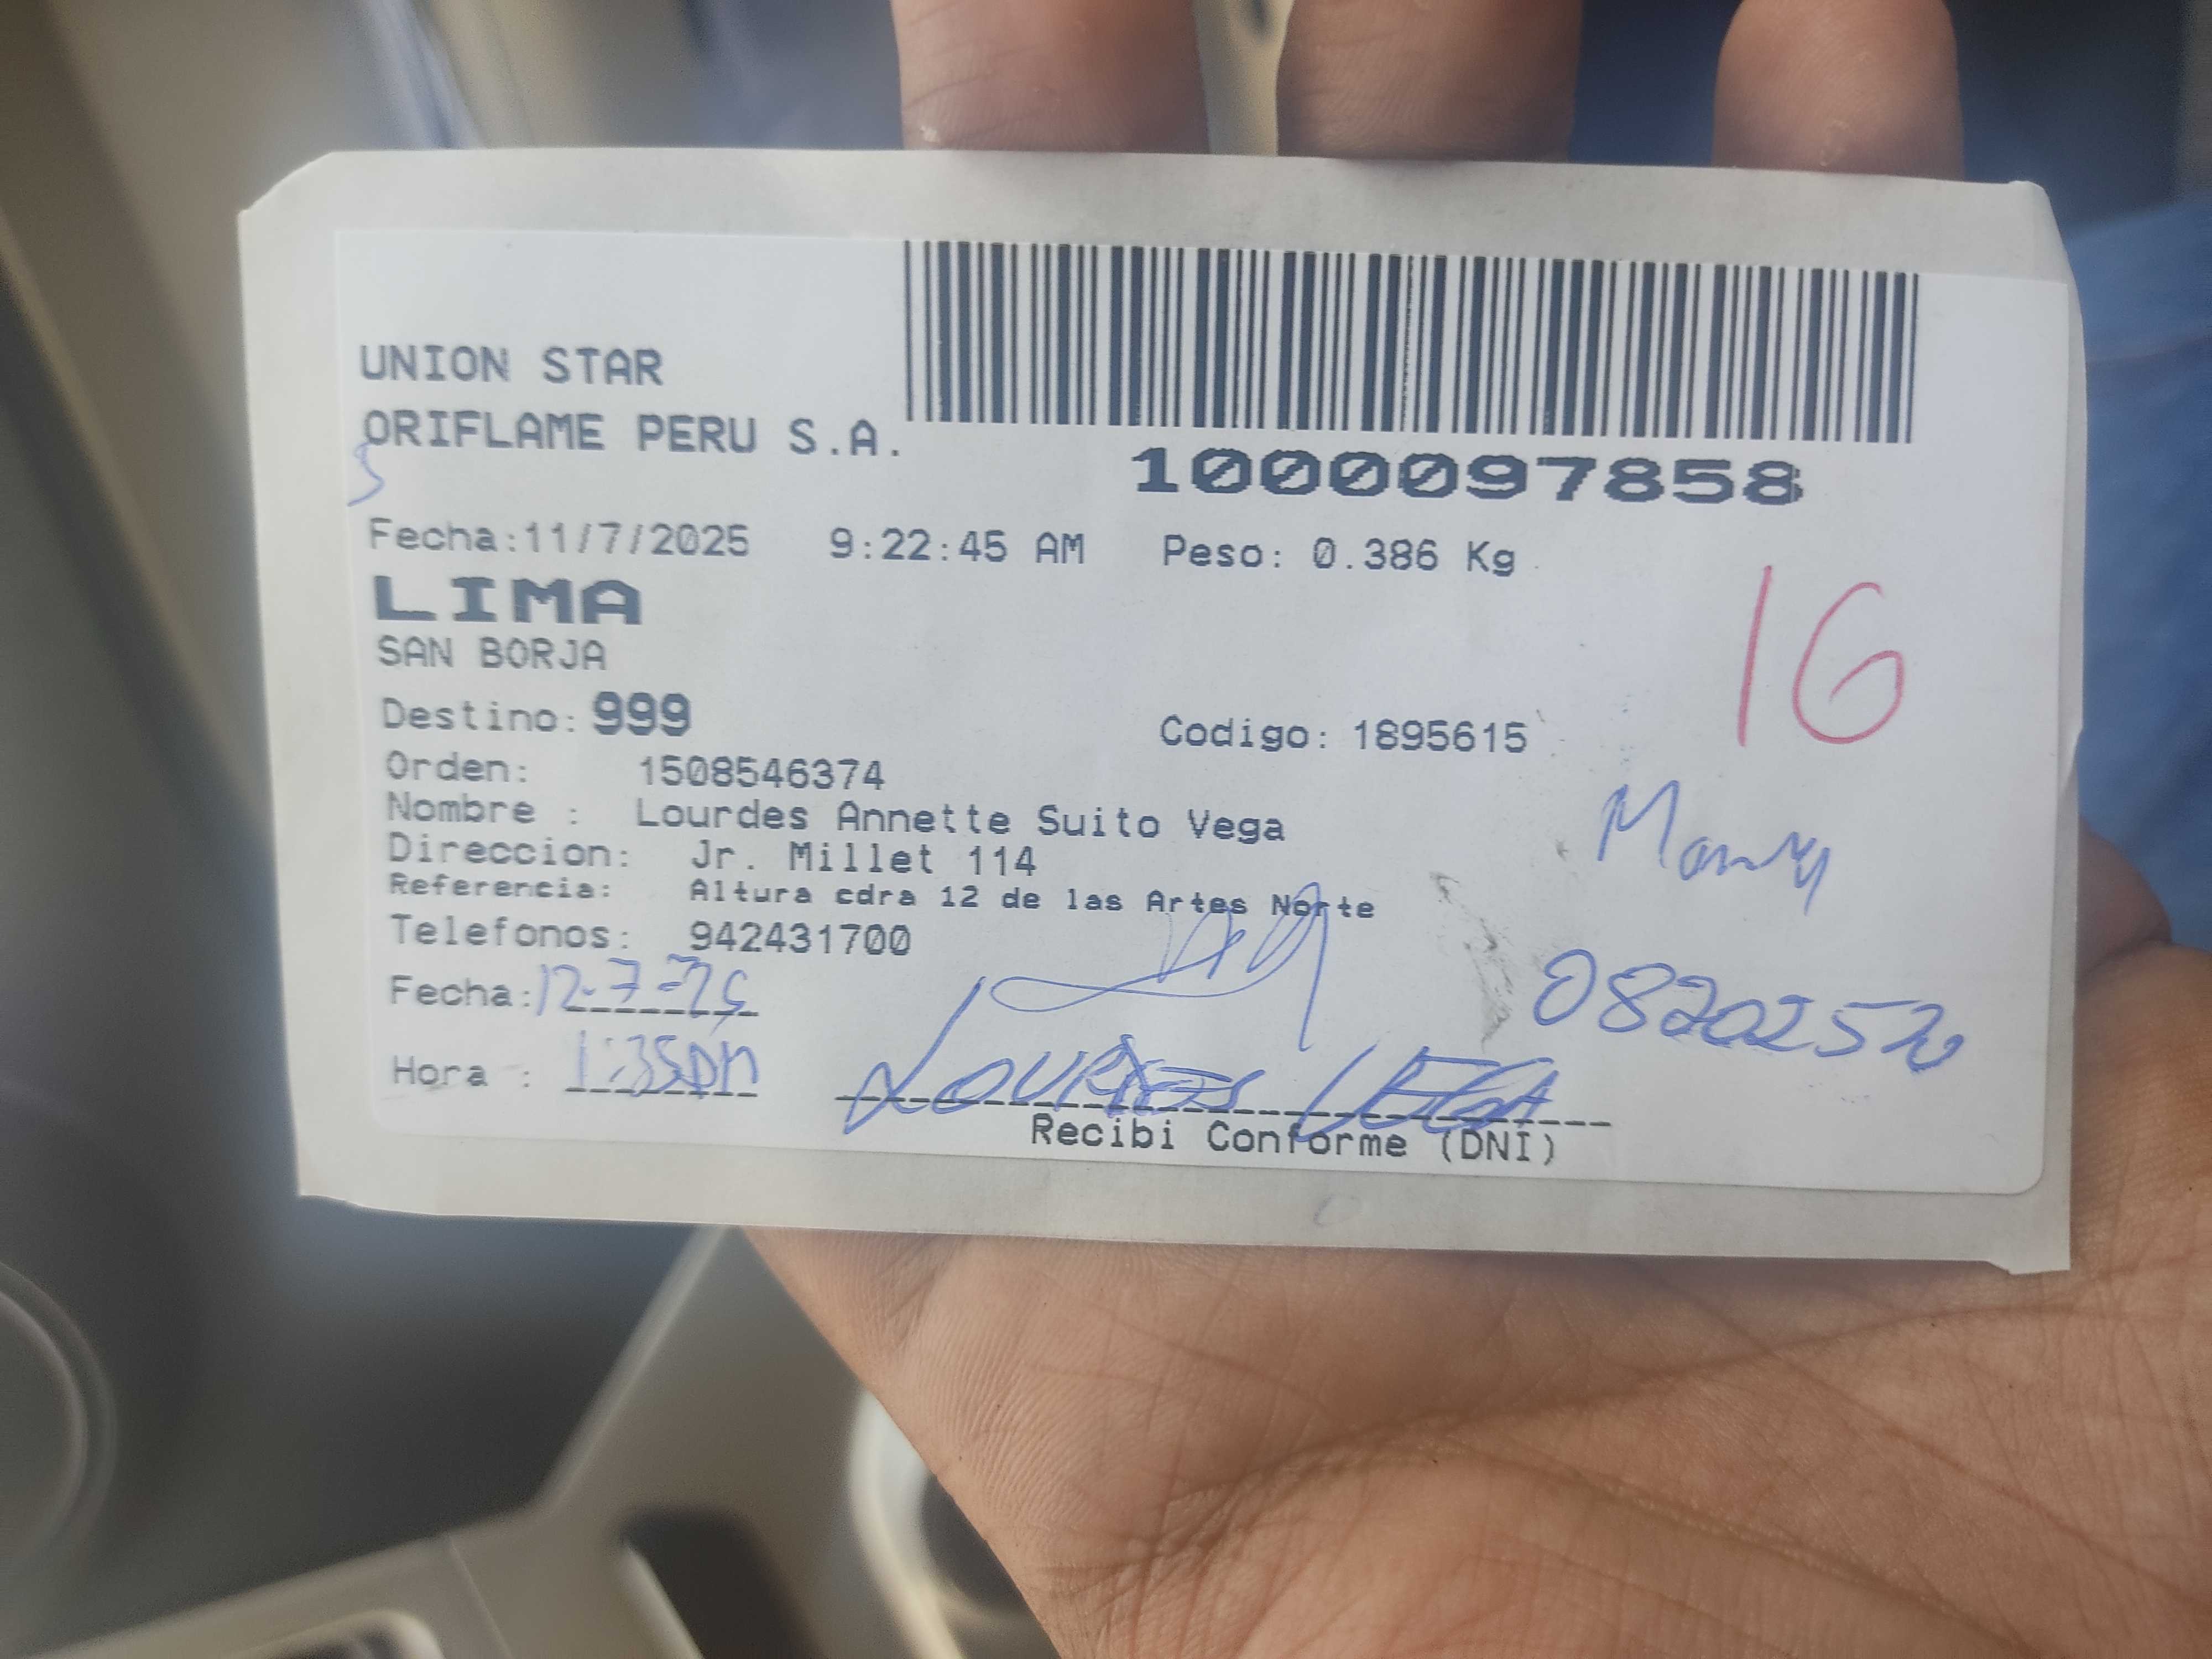 UNION STAR
ORIFLAME PERU S.A.
1000097858
Fecha:11/7/2025 9:22:45 AM Peso: 0.386 Kg
LIMA
SAN BORJA
16
Destino: 999 Codigo: 1895615
Orden: 1508546374
Nombre : Lourdes Annette Suito Vega
Direccion: Jr. Millet 114
Referencia: Altura cdra 12 de las Artes Norte
Telefonos: 942431700
Fecha: 12-7-25
Hora : 1:35pm
LOURDES VEGA
Recibi Conforme (DNI)